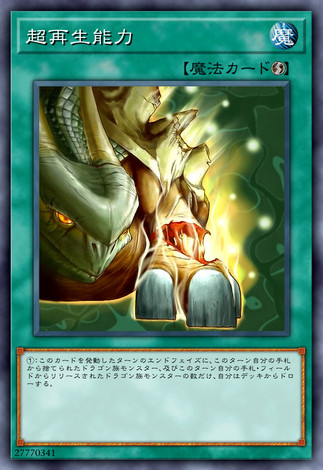 超再生能力
魔
【魔法カード】
①：このカードを発動したターンのエンドフェイズに、このターン自分の手札
から捨てられたドラゴン族モンスター、及びこのターン自分の手札・フィール
ドからリリースされたドラゴン族モンスターの数だけ、自分はデッキからドロ
ーする。
27770341